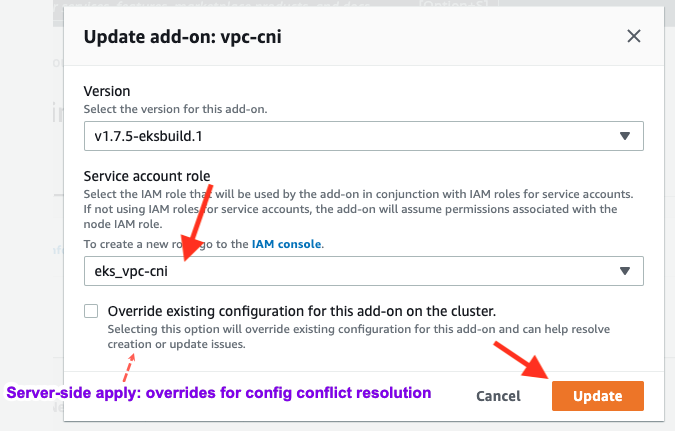 [Option+S]
Update add-on: vpc-cni
Version
Select the version for this add-on.
v1.7.5-eksbuild.1
Service account role
Select the IAM role that will be used by the add-on in conjunction with IAM roles for service accounts.
If not using IAM roles for service accounts, the add-on will assume permissions associated with the
node IAM role.
To create a new role go to the IAM console.
eks_vpc-cni
Override existing configuration for this add-on on the cluster.
Selecting this option will override existing configuration for this add-on and can help resolve
creation or update issues.
Server-side apply: overrides for config conflict resolution
Cancel
Update